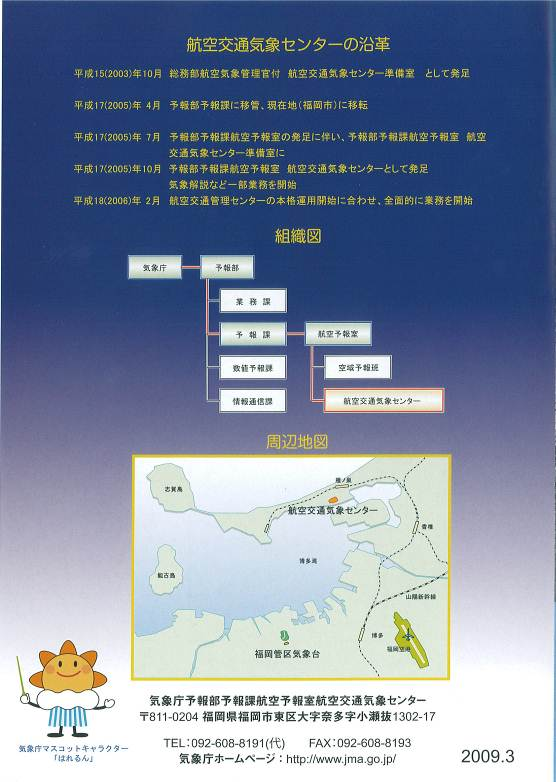 航空交通気象センターの沿革
平成15(2003)年10月 総務部航空気象管理官付 航空交通気象センター準備室 として発足
平成17(2005)年 4月 予報部予報課に移管、現在地(福岡市)に移転
平成17(2005)年 7月 予報部予報課航空予報室の発足に伴い、予報部予報課航空予報室 航空
交通気象センター準備室に
平成17(2005)年10月 予報部予報課航空予報室 航空交通気象センターとして発足
気象解説など一部業務を開始
平成18(2006)年 2月 航空交通管理センターの本格運用開始に合わせ、全面的に業務を開始
組織図
気象庁
予報部
業務課
予報課
航空予報室
数値予報課
空域予報班
情報通信課
航空交通気象センター
周辺地図
志賀島
雁ノ巣
航空交通気象センター
香椎
博多湾
能古島
山陽新幹線
博多
福岡空港
福岡管区気象台
気象庁マスコットキャラクター
「はれるん」
気象庁予報部予報課航空予報室航空交通気象センター
〒811-0204 福岡県福岡市東区大字奈多字小瀬抜1302-17
TEL:092-608-8191(代) FAX:092-608-8193
気象庁ホームページ:http://www.jma.go.jp/
2009.3